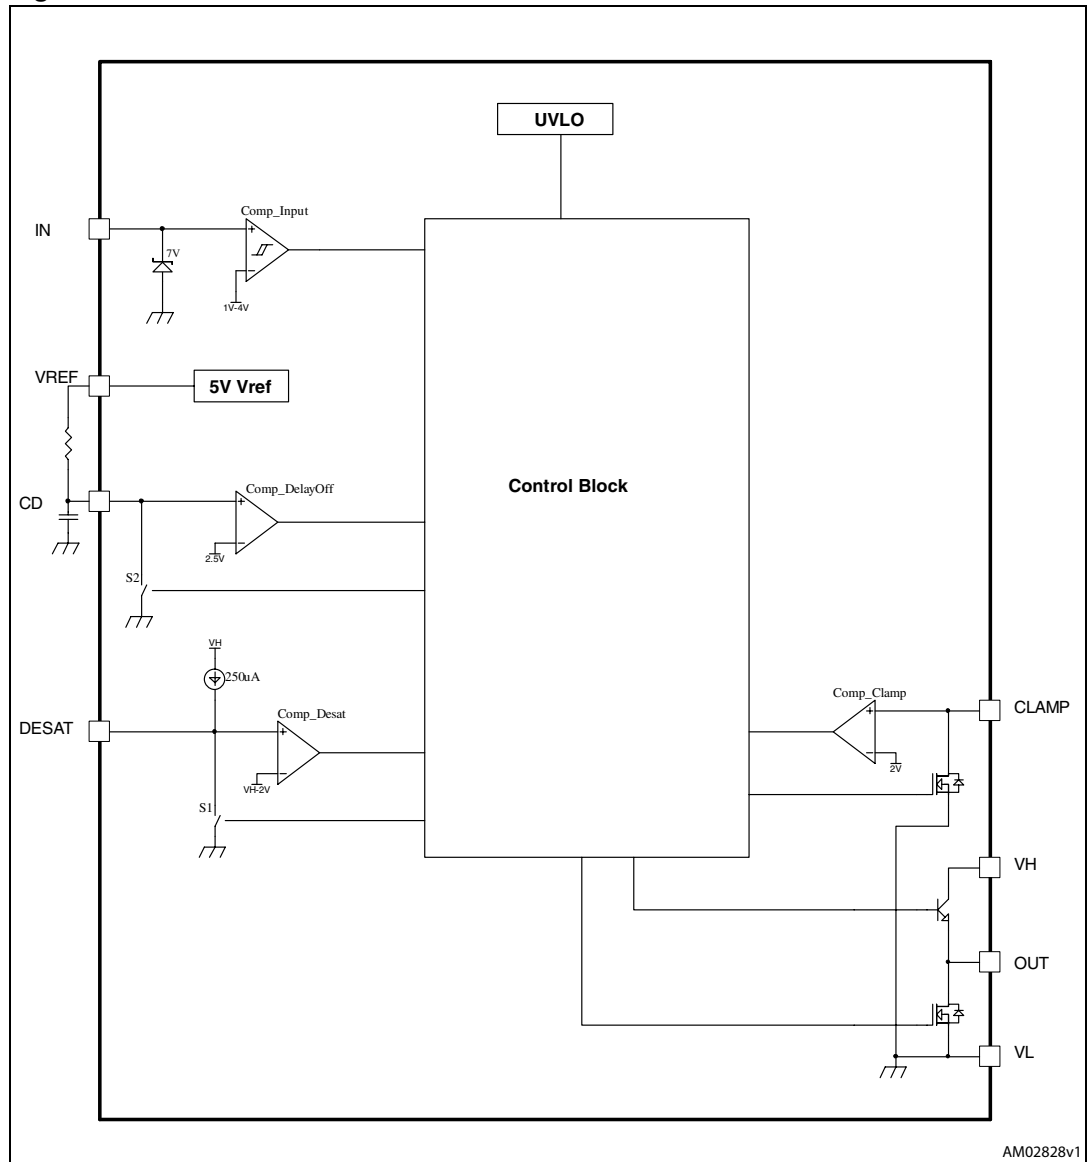 UVLO
Comp_Input
IN
7V
1V-4V
VREF
5V Vref
Control Block
Comp_DelayOff
CD
2.5V
S2
VH
250uA
Comp_Desat
DESAT
VH-2V
S1
Comp_Clamp
CLAMP
2V
VH
OUT
VL
AM02828v1